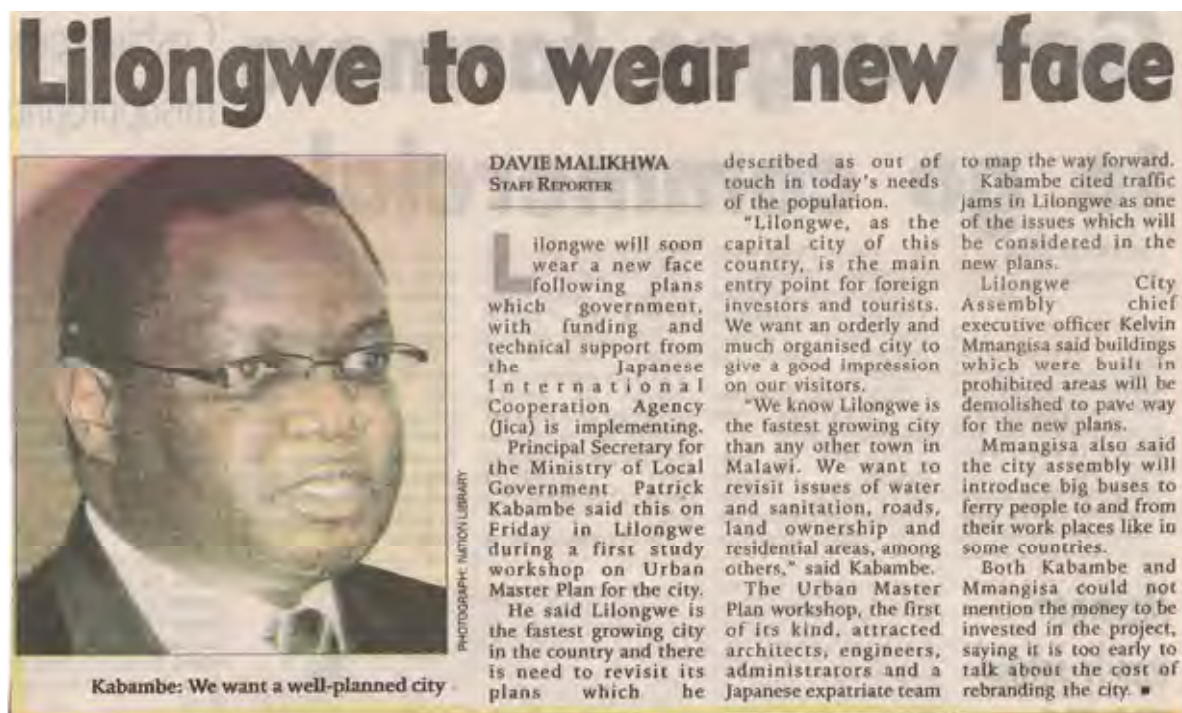 Lilongwe to wear new face
PHOTOGRAPH: NATION LIBRARY
Kabambe: We want a well-planned city
DAVIE MALIKHWA
STAFF REPORTER
Lilongwe will soon
wear a new face
following plans
which government,
with funding and
technical support from
the Japanese
International
Cooperation Agency
(Jica) is implementing.
Principal Secretary for
the Ministry of Local
Government Patrick
Kabambe said this on
Friday in Lilongwe
during a first study
workshop on Urban
Master Plan for the city.
He said Lilongwe is
the fastest growing city
in the country and there
is need to revisit its
plans which he
described as out of
touch in today's needs
of the population.
"Lilongwe, as the
capital city of this
country, is the main
entry point for foreign
investors and tourists.
We want an orderly and
much organised city to
give a good impression
on our visitors.
"We know Lilongwe is
the fastest growing city
than any other town in
Malawi. We want to
revisit issues of water
and sanitation, roads,
land ownership and
residential areas, among
others," said Kabambe.
The Urban Master
Plan workshop, the first
of its kind, attracted
architects, engineers,
administrators and a
Japanese expatriate team
to map the way forward.
Kabambe cited traffic
jams in Lilongwe as one
of the issues which will
be considered in the
new plans.
Lilongwe City
Assembly chief
executive officer Kelvin
Mmangisa said buildings
which were built in
prohibited areas will be
demolished to pave way
for the new plans.
Mmangisa also said
the city assembly will
introduce big buses to
ferry people to and from
their work places like in
some countries.
Both Kabambe and
Mmangisa could not
mention the money to be
invested in the project,
saying it is too early to
talk about the cost of
rebranding the city.